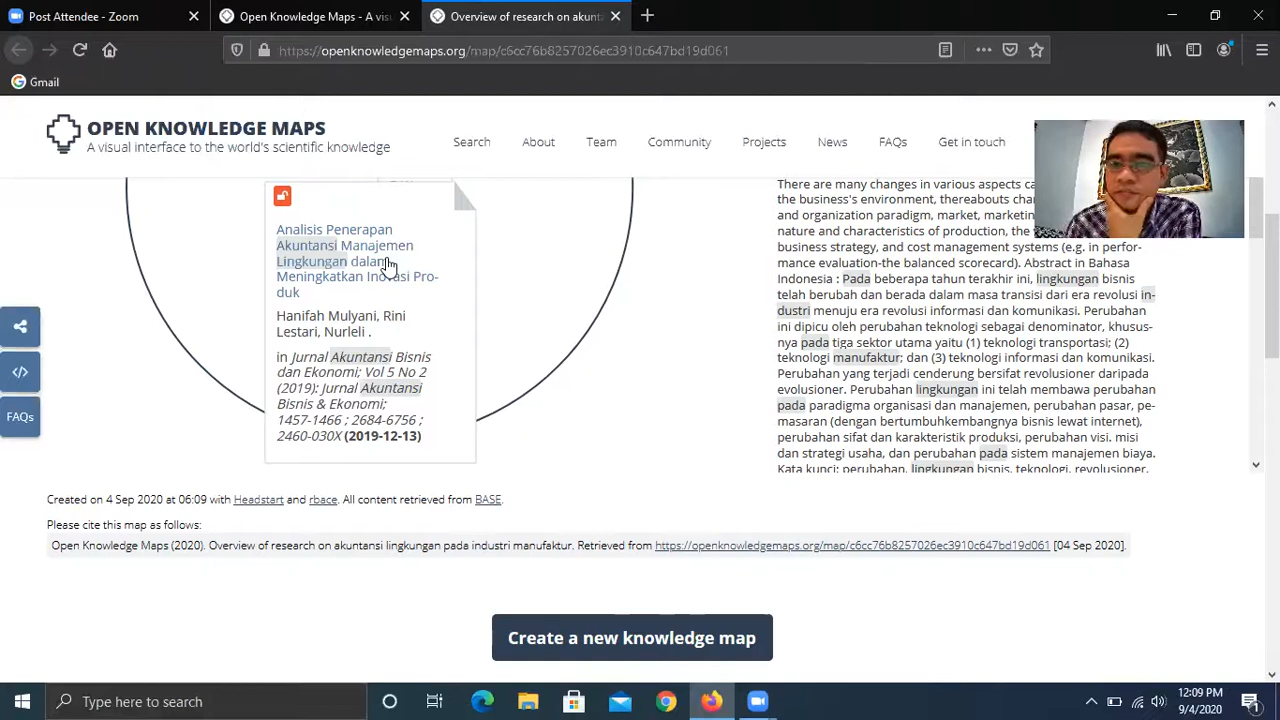 Post Attendee - Zoom
Open Knowledge Maps - A vis
Overview of research on akunta
https://openknowledgemaps.org/map/c6cc76b8257026ec3910c647bd19d061
Gmail
OPEN KNOWLEDGE MAPS
A visual interface to the world's scientific knowledge
Search
About
Team
Community
Projects
News
FAQs
Get in touch
Analisis Penerapan
Akuntansi Manajemen
Lingkungan dalam
Meningkatkan Inovasi Pro-
duk
Hanifah Mulyani, Rini
Lestari, Nurleli .
in Jurnal Akuntansi Bisnis
dan Ekonomi; Vol 5 No 2
(2019): Jurnal Akuntansi
Bisnis & Ekonomi;
1457-1466 ; 2684-6756 ;
2460-030X (2019-12-13)
There are many changes in various aspects
the business's environment, thereabouts
and organization paradigm, market,
nature and characteristics of production, the
business strategy, and cost management systems (e.g. in perfor-
mance evaluation-the balanced scorecard). Abstract in Bahasa
Indonesia : Pada beberapa tahun terakhir ini, lingkungan bisnis
telah berubah dan berada dalam masa transisi dari era revolusi in-
dustri menuju era revolusi informasi dan komunikasi. Perubahan
ini dipicu oleh perubahan teknologi sebagai denominator, khusus-
nya pada tiga sektor utama yaitu (1) teknologi transportasi; (2)
teknologi manufaktur; dan (3) teknologi informasi dan komunikasi.
Perubahan yang terjadi cenderung bersifat revolusioner daripada
evolusioner. Perubahan lingkungan ini telah membawa perubahan
pada paradigma organisasi dan manajemen, perubahan pasar, pe-
masaran (dengan bertumbuhkembangnya bisnis lewat internet),
perubahan sifat dan karakteristik produksi, perubahan visi. misi
dan strategi usaha, dan perubahan pada sistem manajemen biaya.
Kata kunci: perubahan, lingkungan bisnis, teknologi, revolusioner,
FAQs
Created on 4 Sep 2020 at 06:09 with Headstart and rbace. All content retrieved from BASE.
Please cite this map as follows:
Open Knowledge Maps (2020). Overview of research on akuntansi lingkungan pada industri manufaktur. Retrieved from https://openknowledgemaps.org/map/c6cc76b8257026ec3910c647bd19d061 [04 Sep 2020].
Create a new knowledge map
Type here to search
12:09 PM
9/4/2020
1